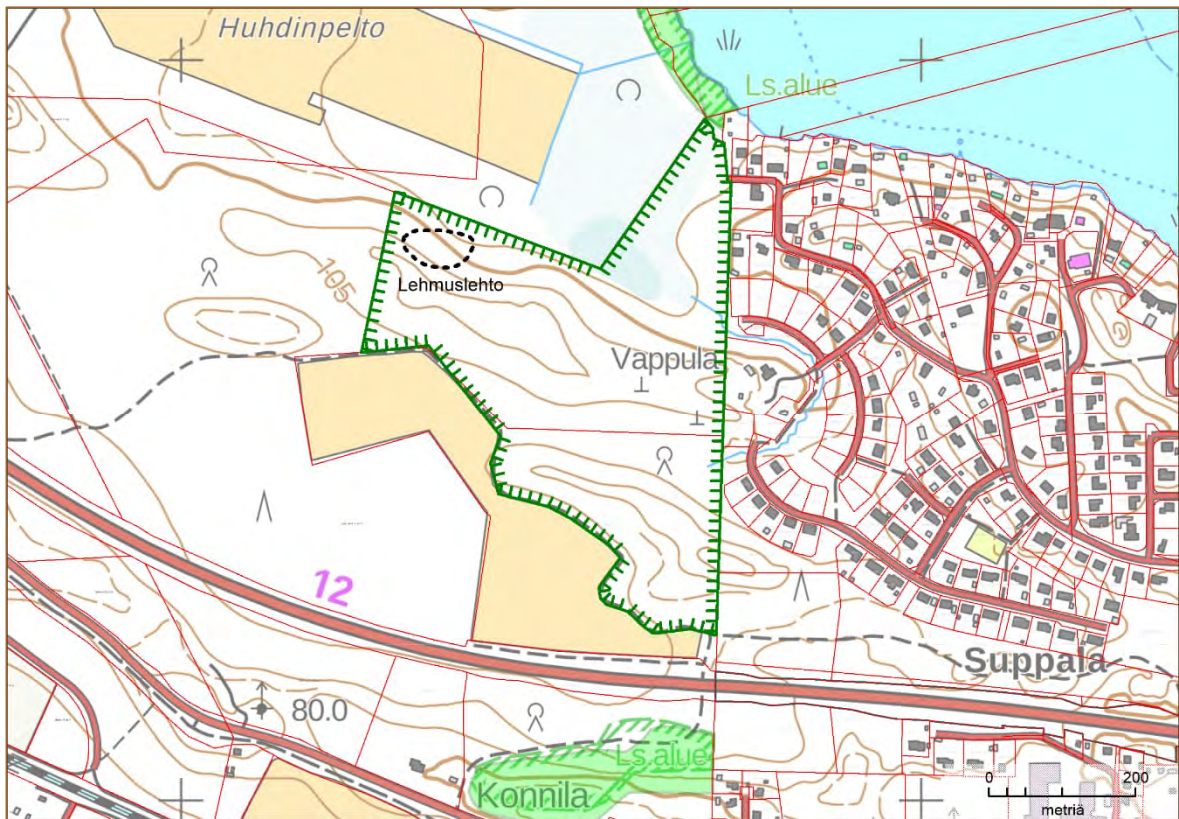 Huhdinpelto
Ls.alue
105
Lehmuslehto
Vappula
12
Suppala
80.0
Ls.alue
Konnila
0 200
metriä